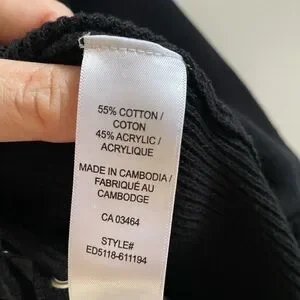 55% COTTON /
COTON
45% ACRYLIC /
ACRYLIQUE
MADE IN CAMBODIA /
FABRIQUÉ AU
CAMBODGE
CA 03464
STYLE#
ED5118-611194